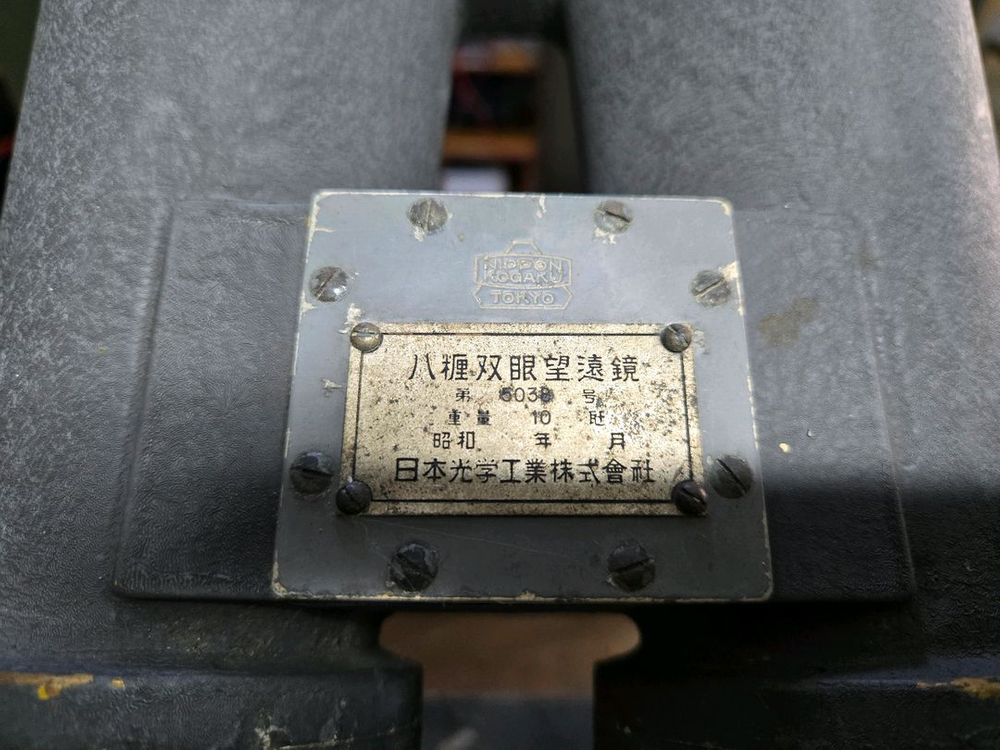 NIPPON
KOGAKU
TOKYO
八糎双眼望遠鏡
第 5038 号
重量 10 瓩
昭和 年 月
日本光学工業株式會社